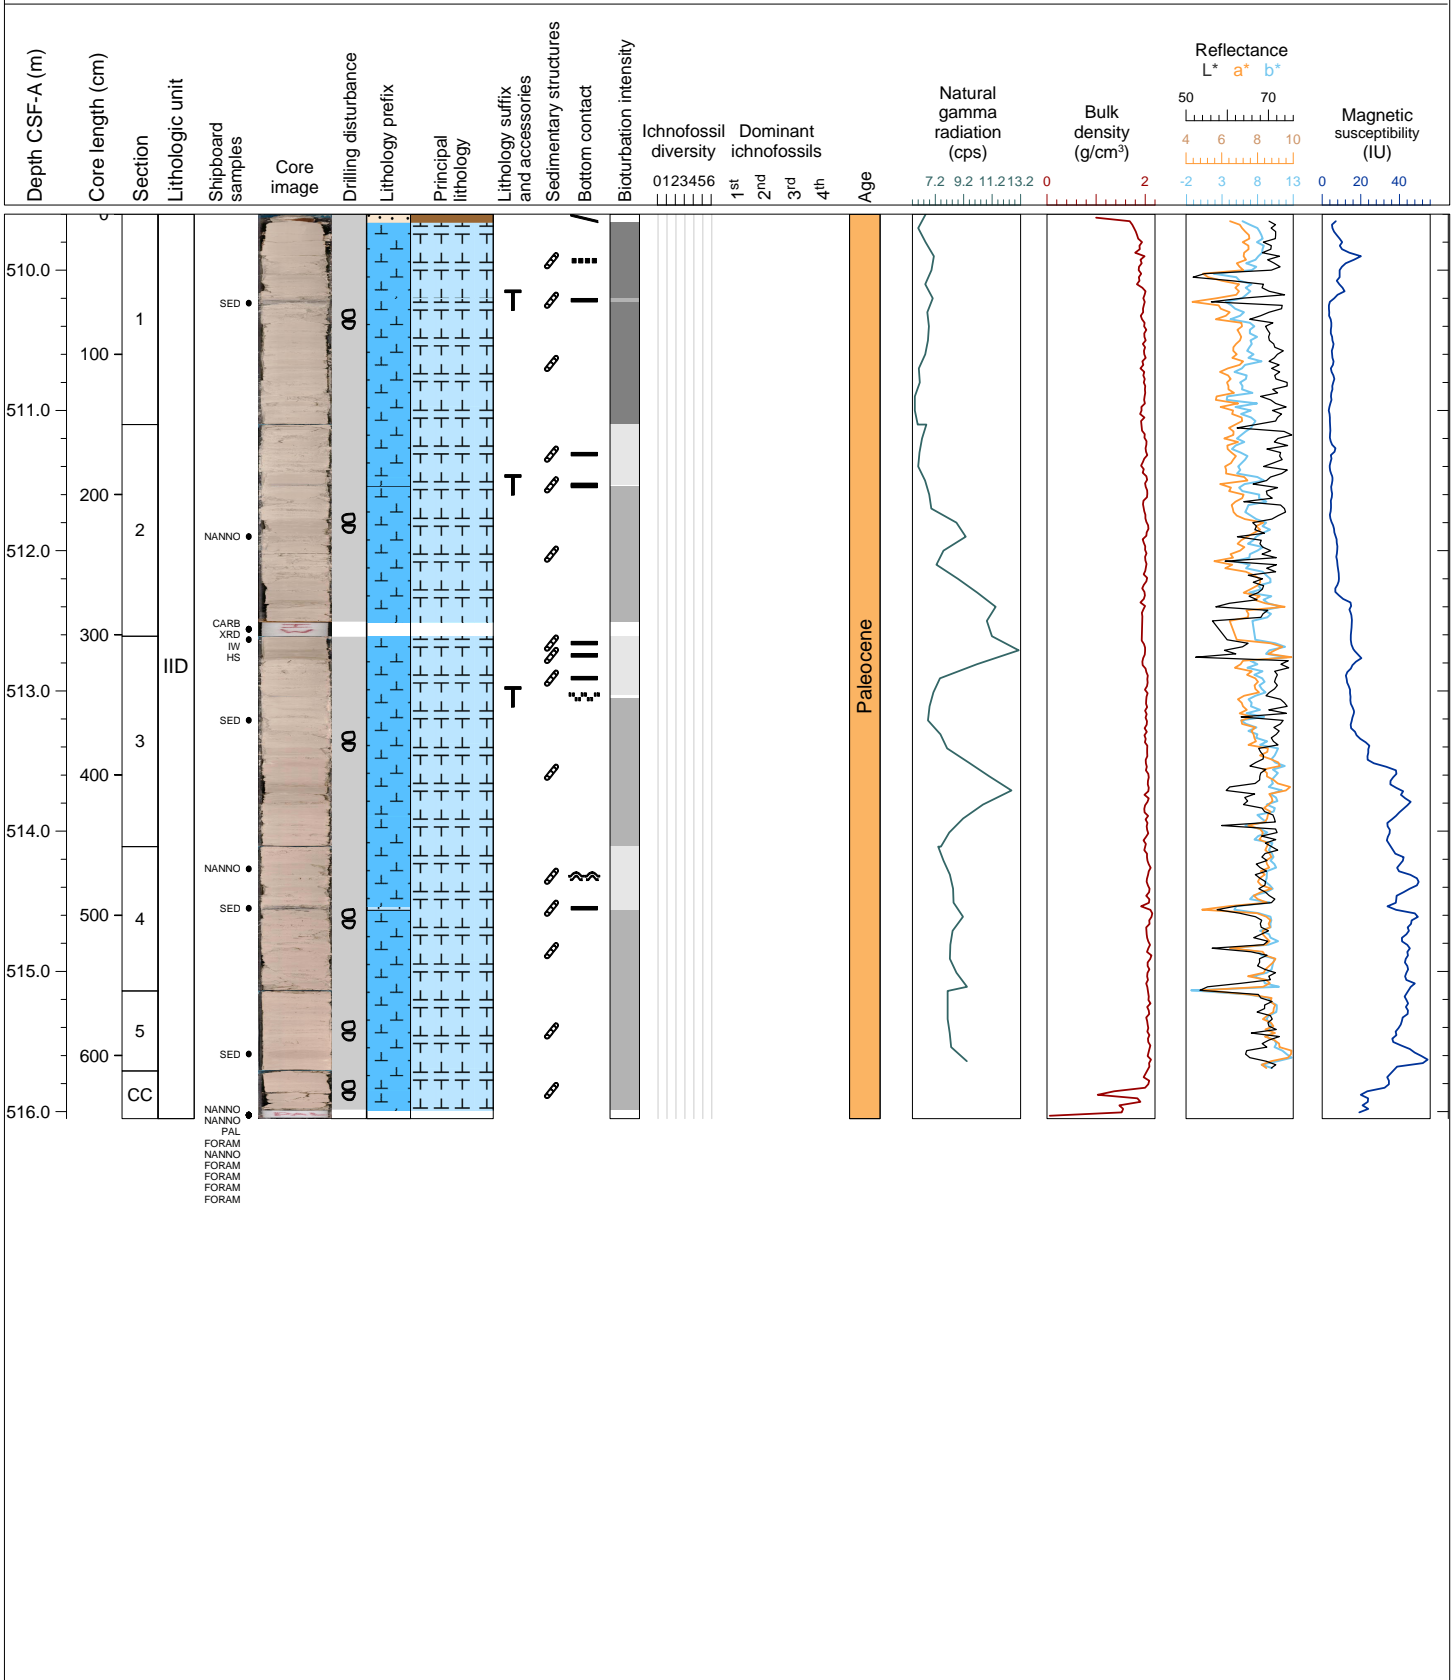 Depth CSF-A (m)
Core length (cm)
Section
Lithologic unit
Shipboard
samples
Core
image
Drilling disturbance
Lithology prefix
Principal
lithology
Lithology suffix
and accessories
Sedimentary structures
Bottom contact
Bioturbation intensity
Ichnofossil
diversity
0123456
Dominant
ichnofossils
1st
2nd
3rd
4th
Age
Natural
gamma
radiation
(cps)
7.2 9.2 11.2 13.2
Bulk
density
(g/cm³)
0 2
Reflectance
L* a* b*
50 70
4 6 8 10
-2 3 8 13
Magnetic
susceptibility
(IU)
0 20 40
0
510.0
SED
1
100
511.0
200
2
NANNO
512.0
CARB
300
XRD
IW
HS
IID
513.0
Paleocene
SED
3
400
514.0
NANNO
SED
500
4
515.0
5
SED
600
CC
516.0
NANNO
NANNO
PAL
FORAM
NANNO
FORAM
FORAM
FORAM
FORAM